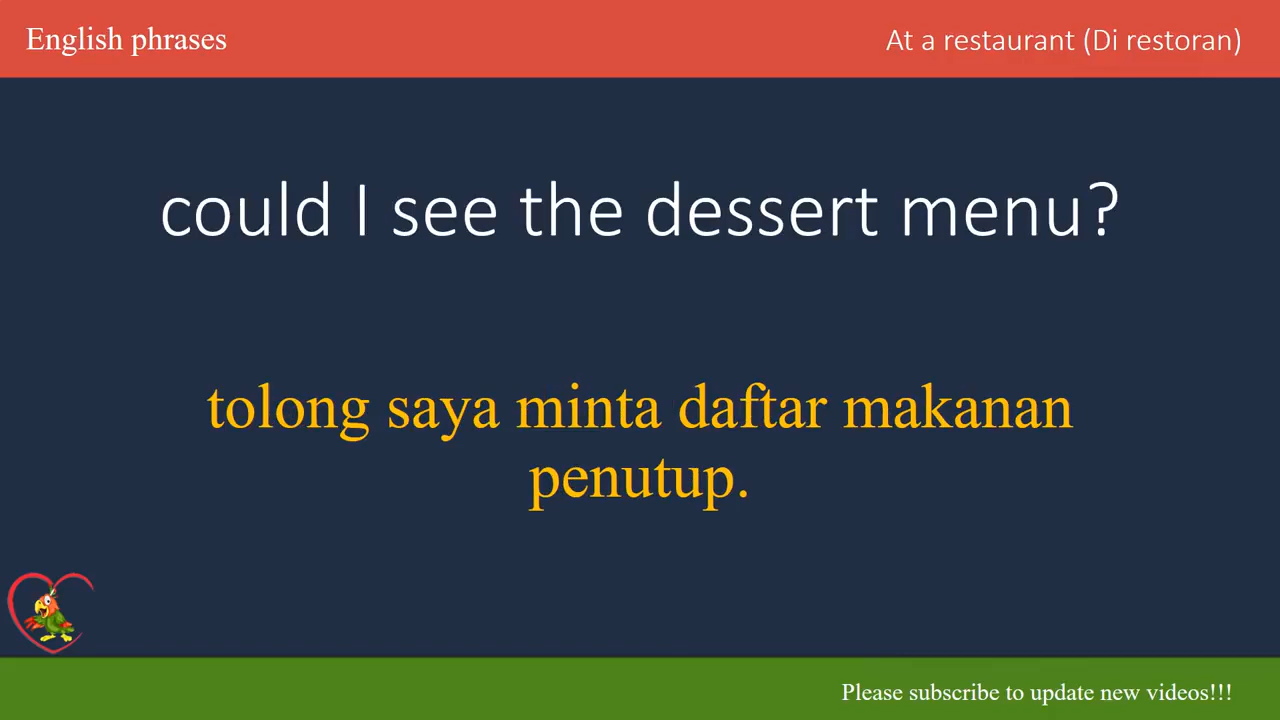 English phrases
At a restaurant (Di restoran)
could I see the dessert menu?
tolong saya minta daftar makanan
penutup.
Please subscribe to update new videos!!!